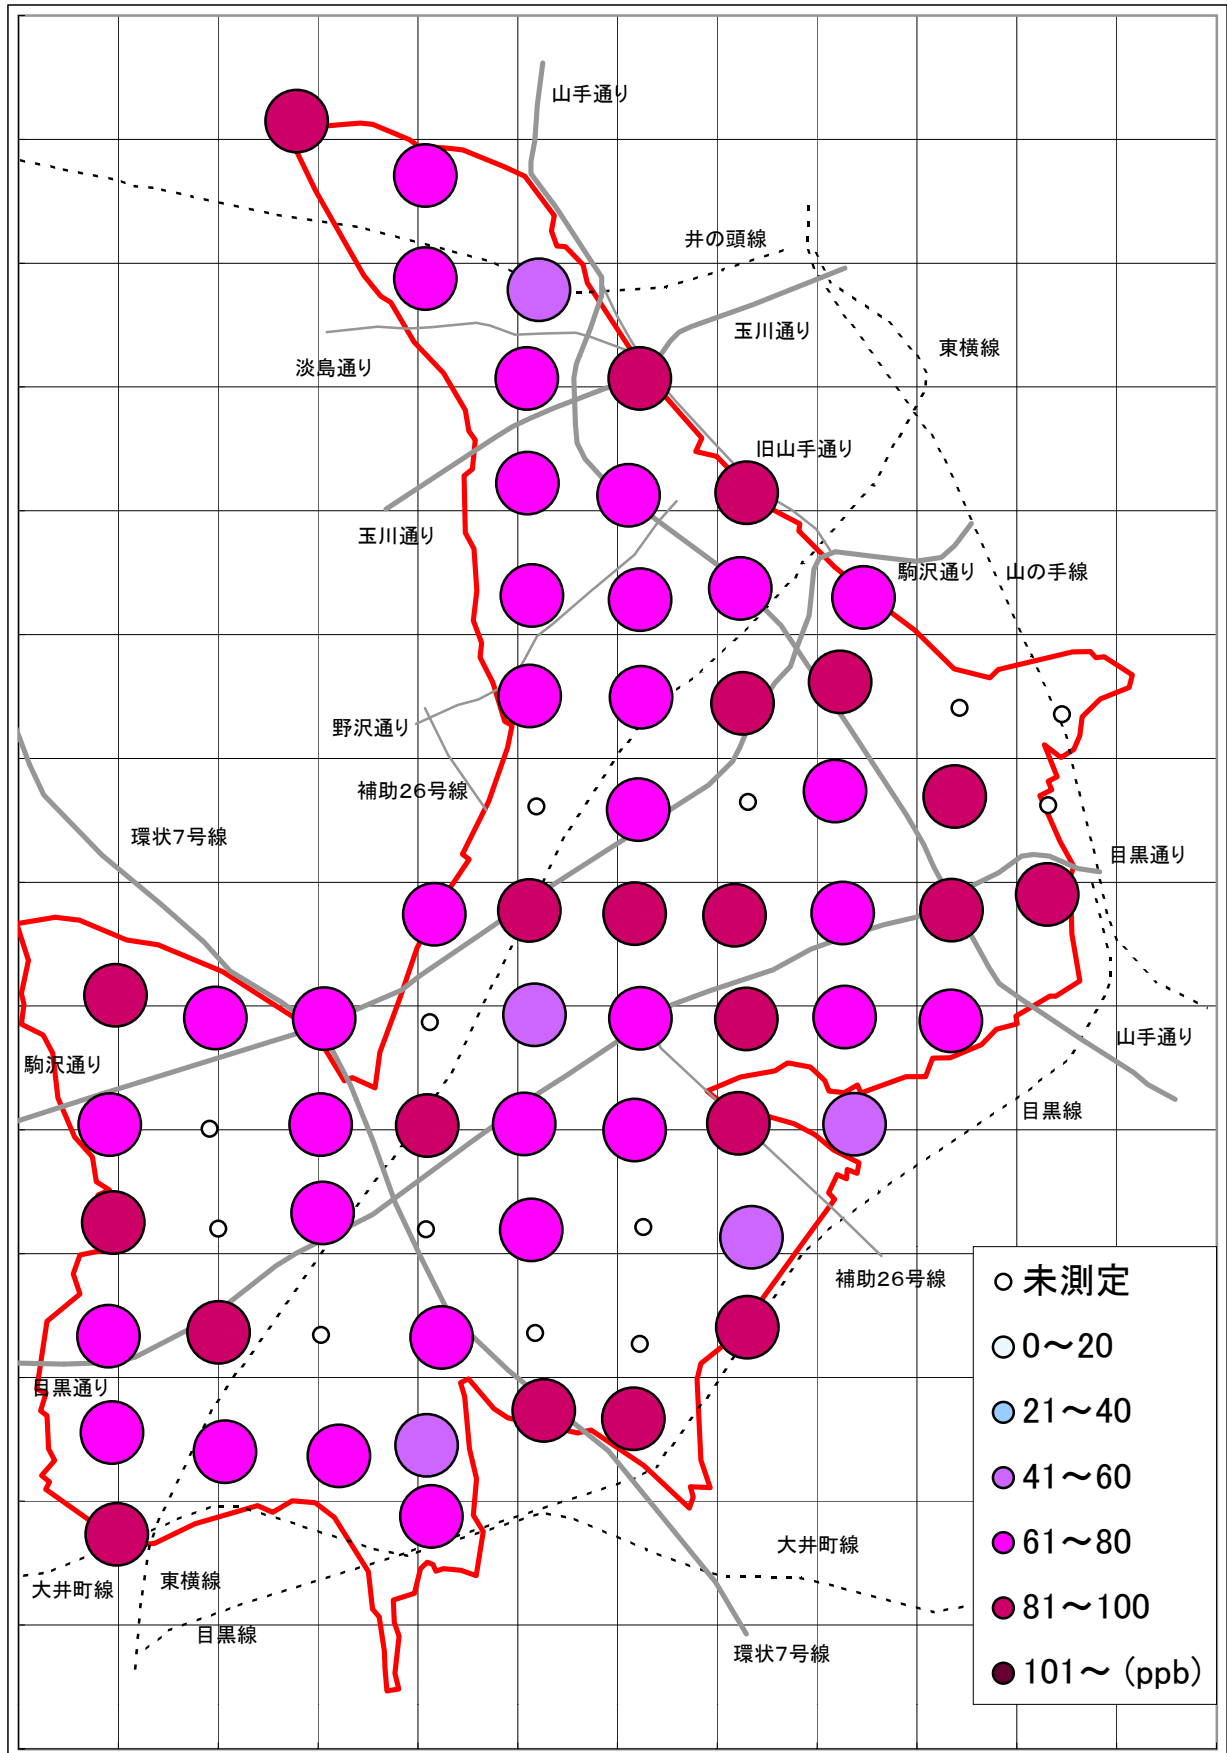 山手通り
井の頭線
玉川通り
東横線
淡島通り
旧山手通り
玉川通り
駒沢通り
山の手線
野沢通り
補助26号線
環状7号線
目黒通り
山手通り
駒沢通り
目黒線
補助26号線
目黒通り
大井町線
東横線
大井町線
目黒線
環状7号線
未測定
0～20
21～40
41～60
61～80
81～100
101～ (ppb)